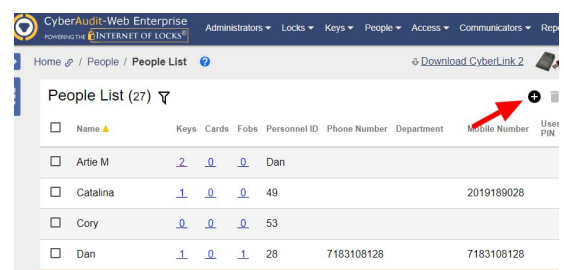 CyberAudit-Web Enterprise
POWERING THE INTERNET OF LOCKS®
Administrators Locks Keys People Access Communicators Repo
Home / People / People List
Download CyberLink 2
People List (27)
Name Keys Cards Fobs Personnel ID Phone Number Department Mobile Number Uses PIN
Artie M 2 0 0 Dan
Catalina 1 0 0 49 2019189028
Cory 0 0 0 53
Dan 1 0 1 28 7183108128 7183108128